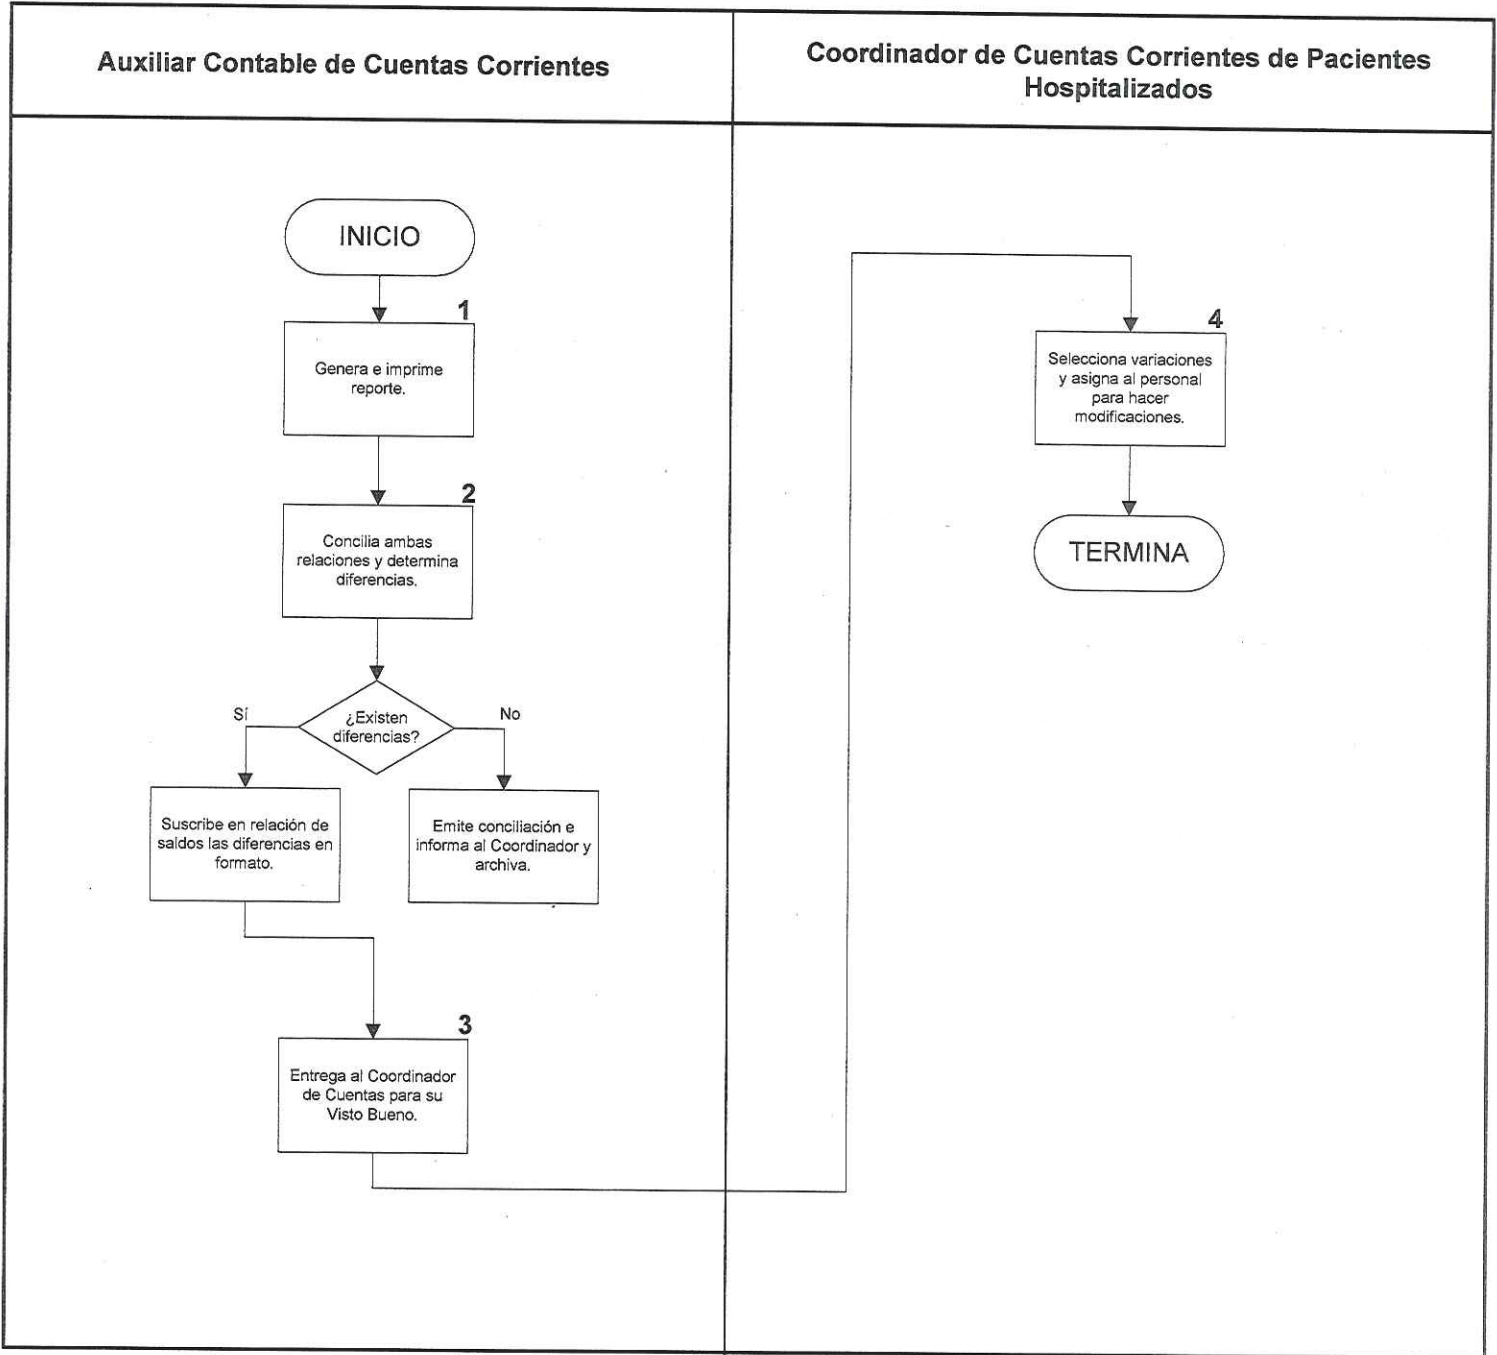 Auxiliar Contable de Cuentas Corrientes
Coordinador de Cuentas Corrientes de Pacientes
Hospitalizados
INICIO
1
Genera e imprime
reporte.
2
Concilia ambas
relaciones y determina
diferencias.
¿Existen
diferencias?
Sí
No
Suscribe en relación de
saldos las diferencias en
formato.
Emite conciliación e
informa al Coordinador y
archiva.
3
Entrega al Coordinador
de Cuentas para su
Visto Bueno.
4
Selecciona variaciones
y asigna al personal
para hacer
modificaciones.
TERMINA